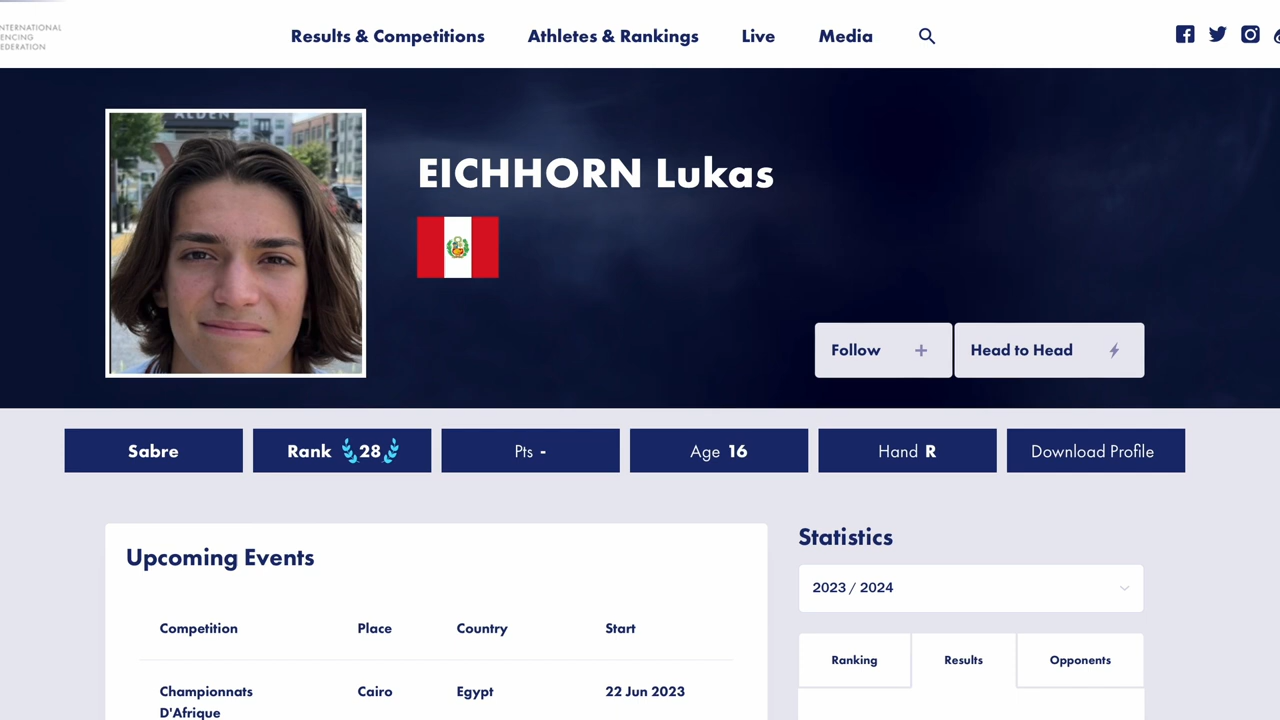 NTERNATIONAL
ENCING
EDERATION
Results & Competitions
Athletes & Rankings
Live
Media
ALDEN
EICHHORN Lukas
Follow +
Head to Head
Sabre
Rank 28
Pts -
Age 16
Hand R
Download Profile
Upcoming Events
Competition Place Country Start
Championnats Cairo Egypt 22 Jun 2023
D'Afrique
Statistics
2023 / 2024
Ranking Results Opponents